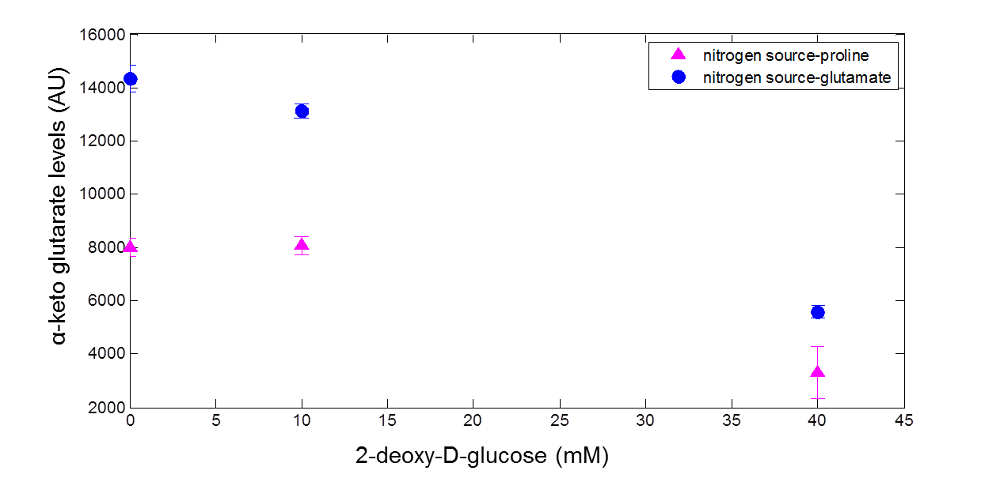 16000
14000
12000
10000
8000
6000
4000
2000
α-keto glutarate levels (AU)
nitrogen source-proline
nitrogen source-glutamate
0 5 10 15 20 25 30 35 40 45
2-deoxy-D-glucose (mM)